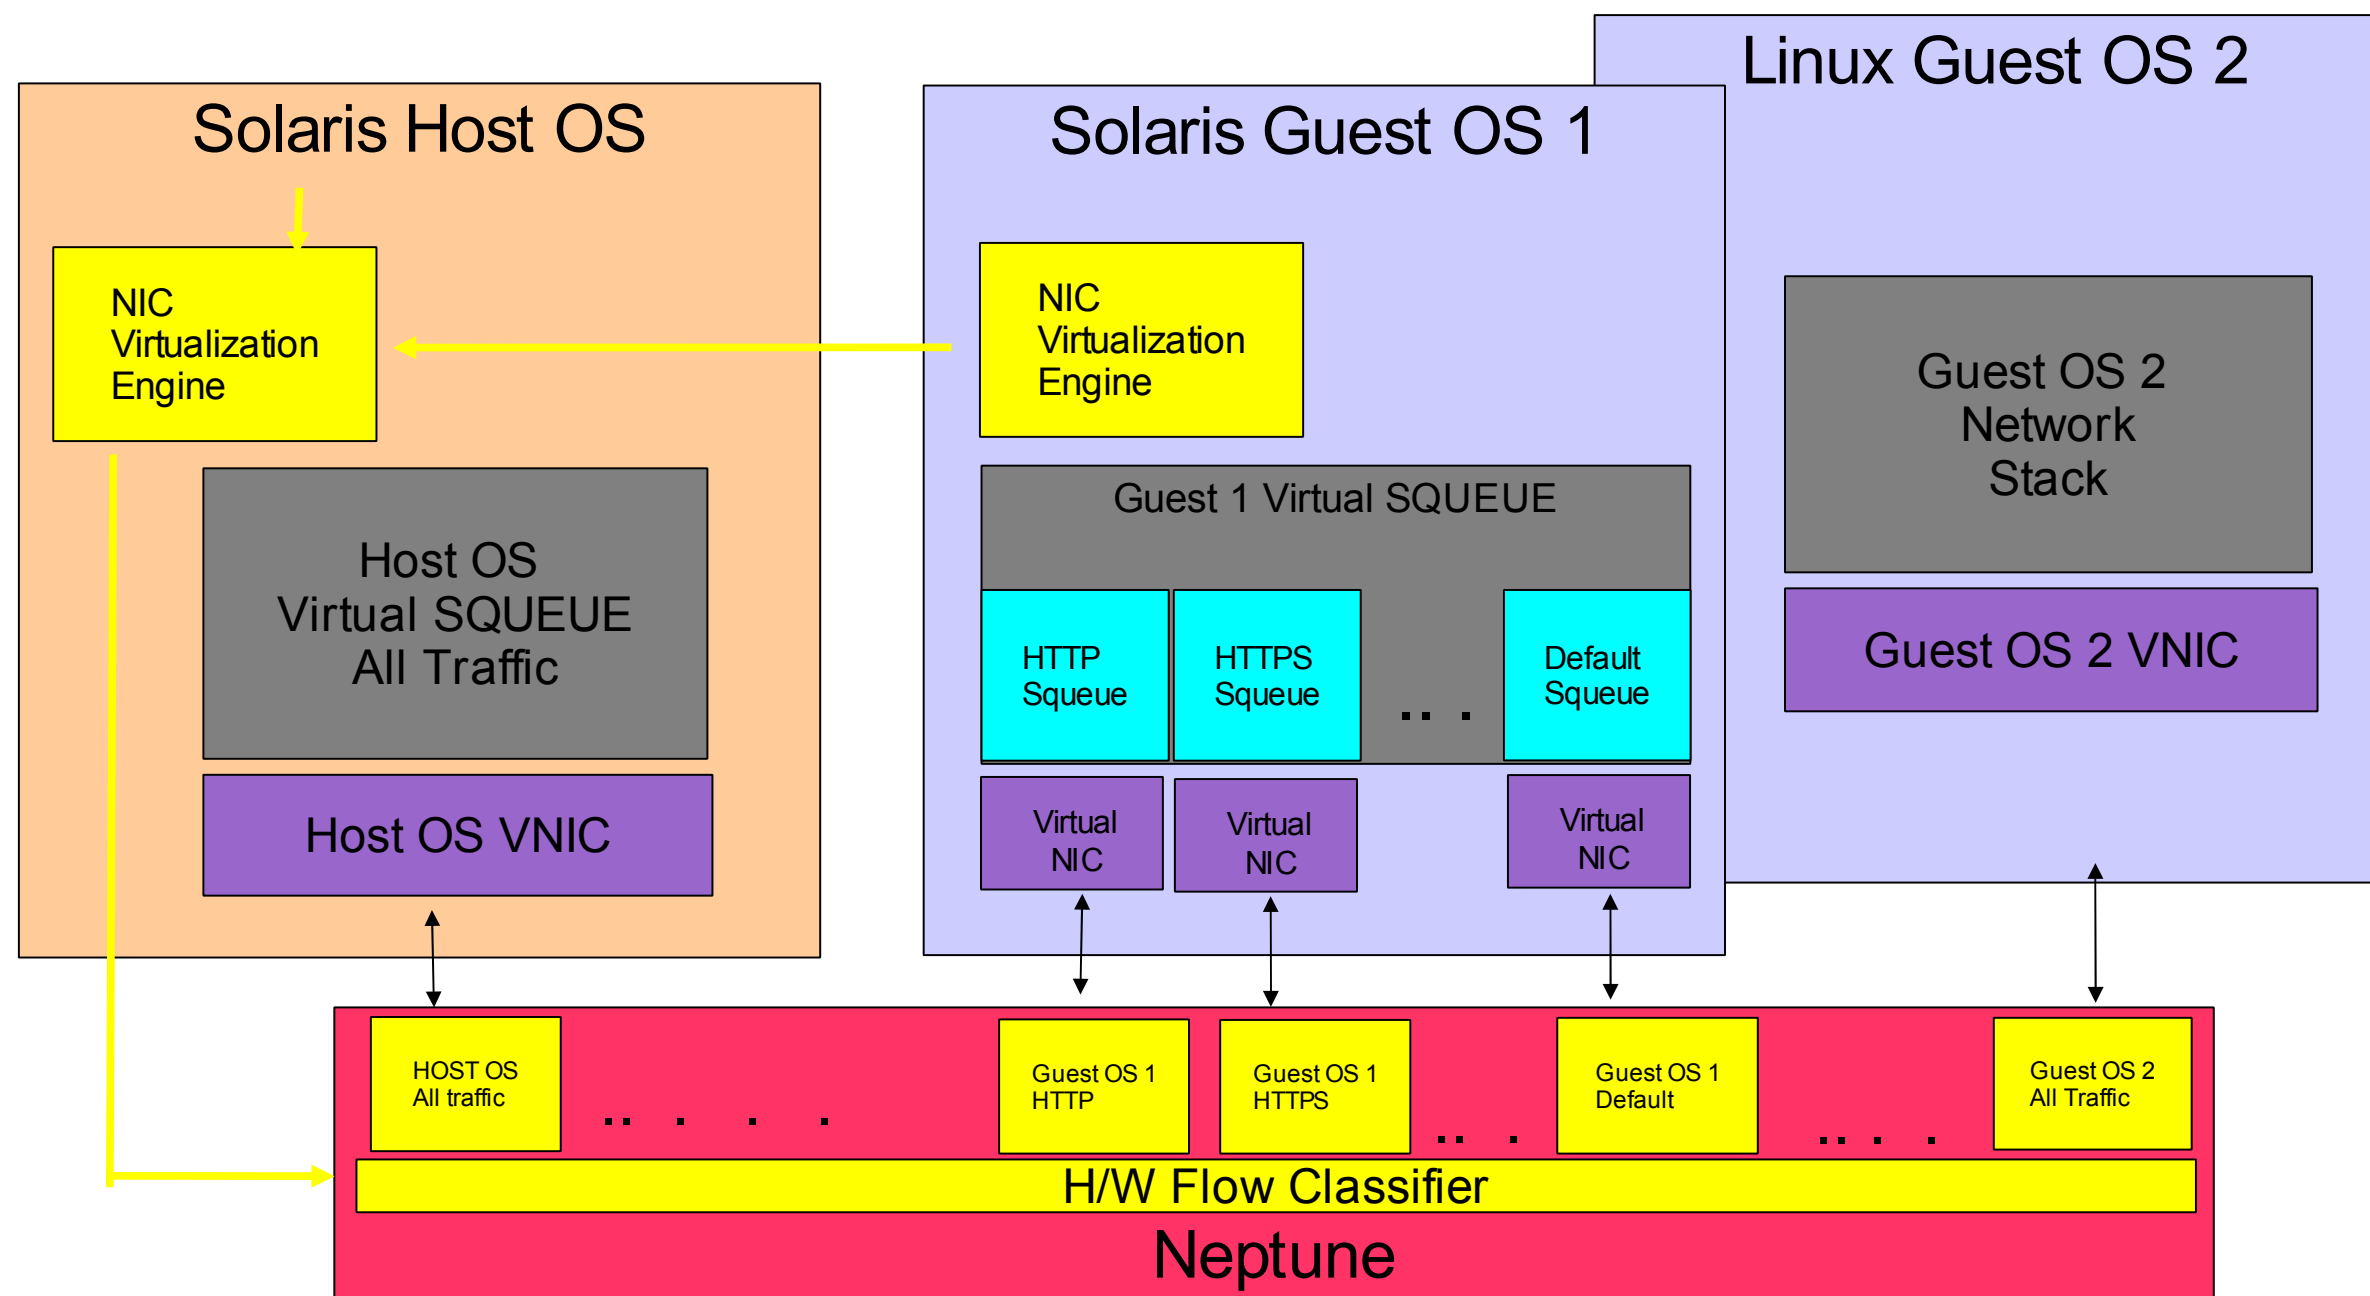 Solaris Host OS
NIC
Virtualization
Engine
Host OS
Virtual SQUEUE
All Traffic
Host OS VNIC
Solaris Guest OS 1
NIC
Virtualization
Engine
Guest 1 Virtual SQUEUE
HTTP
Squeue
HTTPS
Squeue
.. .
Default
Squeue
Virtual
NIC
Virtual
NIC
Virtual
NIC
Linux Guest OS 2
Guest OS 2
Network
Stack
Guest OS 2 VNIC
HOST OS
All traffic
.. . . .
Guest OS 1
HTTP
Guest OS 1
HTTPS
.. .
Guest OS 1
Default
.. . .
Guest OS 2
All Traffic
H/W Flow Classifier
Neptune